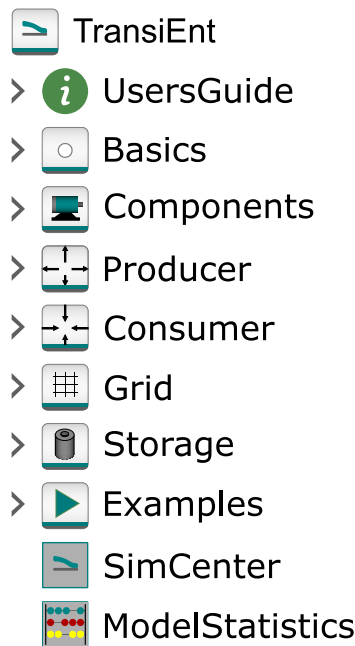 TransiEnt
UsersGuide
Basics
Components
Producer
Consumer
Grid
Storage
Examples
SimCenter
ModelStatistics